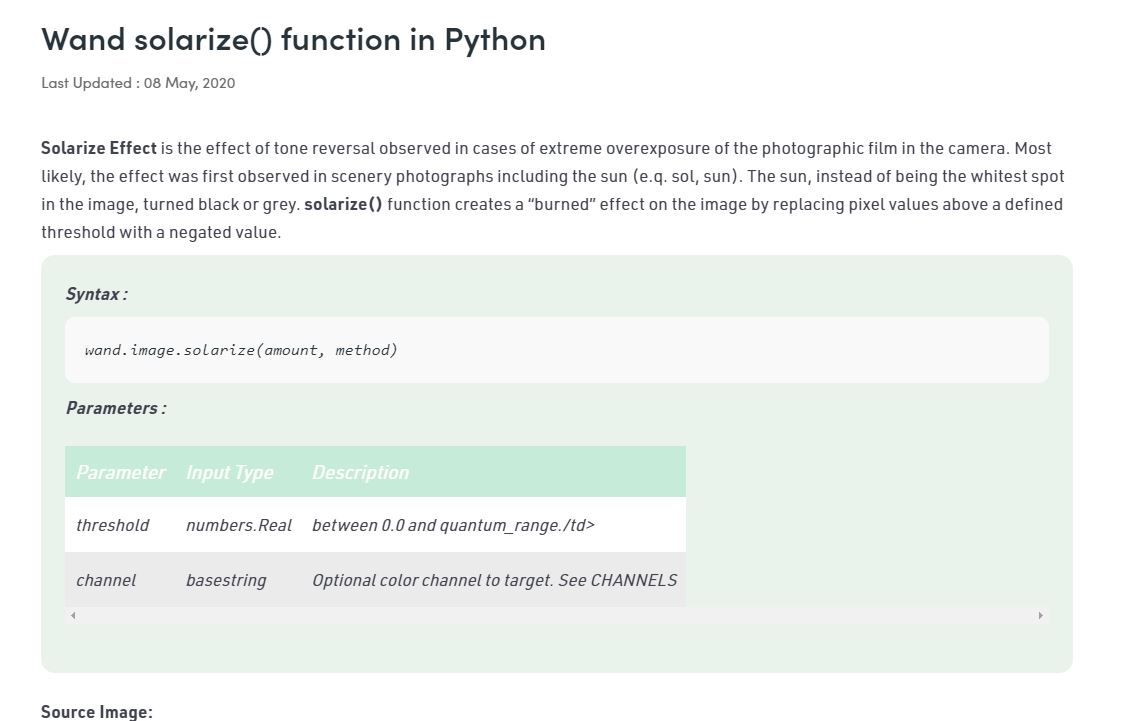 Wand solarize() function in Python
Last Updated : 08 May, 2020
Solarize Effect is the effect of tone reversal observed in cases of extreme overexposure of the photographic film in the camera. Most
likely, the effect was first observed in scenery photographs including the sun (e.q. sol, sun). The sun, instead of being the whitest spot
in the image, turned black or grey. solarize() function creates a “burned” effect on the image by replacing pixel values above a defined
threshold with a negated value.
Syntax :
wand.image.solarize(amount, method)
Parameters :
Parameter Input Type Description
threshold numbers.Real between 0.0 and quantum_range./td>
channel basestring Optional color channel to target. See CHANNELS
Source Image: